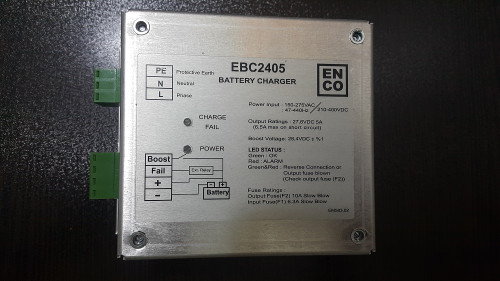 EBC2405
BATTERY CHARGER
EN
CO
PE Protective Earth
N Neutral
L Phase
Power Input : 150-275VAC / 210-400VDC
47-440Hz
CHARGE
FAIL
Output Ratings : 27.6VDC 5A
(6,5A max on short circuit)
Boost Voltage: 28.4VDC ± %1
POWER
LED STATUS :
Green : OK
Red : ALARM
Green&Red : Reverse Connection or
Output fuse thrown
(Check output fuse (F2))
Boost
Fail
Ext. Relay
+
−
- +
Battery
Fuse Ratings :
Output Fuse(F2) 10A Slow Blow
Input Fuse(F1) 6.3A Slow Blow